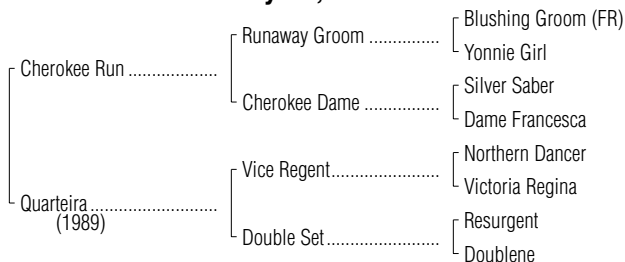 Blushing Groom (FR)
Runaway Groom
Yonnie Girl
Cherokee Run
Silver Saber
Cherokee Dame
Dame Francesca
Northern Dancer
Vice Regent
Victoria Regina
Quarteira
(1989)
Resurgent
Double Set
Doublene